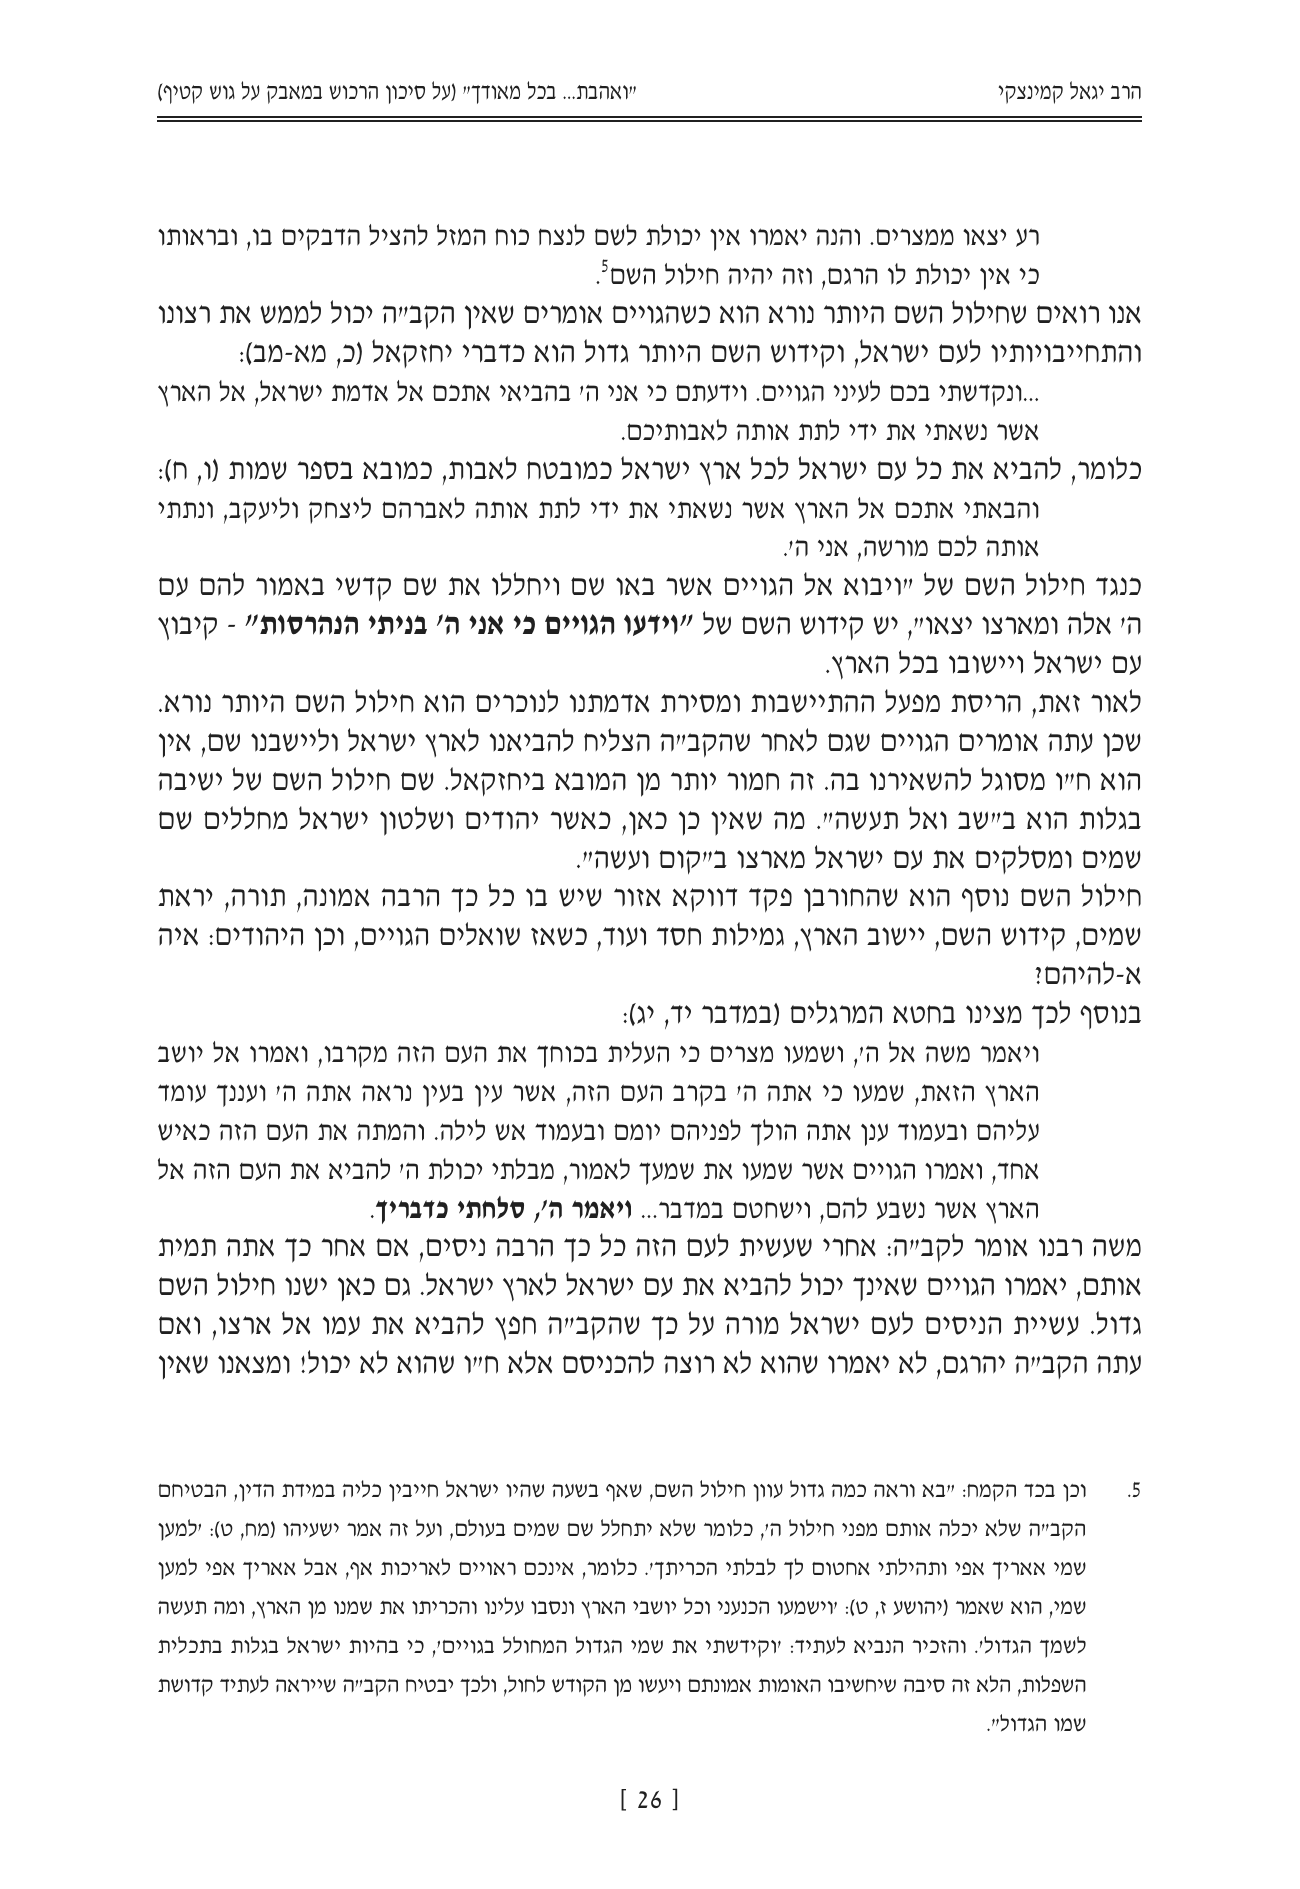 הרב יגאל קמינצקי "ואהבת... בכל מאודך" (על סיכון הרכוש במאבק על גוש קטיף)
רע יצאו ממצרים. והנה יאמרו אין יכולת לשם לנצח כוח המזל להציל הדבקים בו, ובראותו
כי אין יכולת לו הרגם, וזה יהיה חילול השם5.
אנו רואים שחילול השם היותר נורא הוא כשהגויים אומרים שאין הקב"ה יכול לממש את רצונו
והתחייבויותיו לעם ישראל, וקידוש השם היותר גדול הוא כדברי יחזקאל (כ, מא-מב):
...ונקדשתי בכם לעיני הגויים. וידעתם כי אני ה' בהביאי אתכם אל אדמת ישראל, אל הארץ
אשר נשאתי את ידי לתת אותה לאבותיכם.
כלומר, להביא את כל עם ישראל לכל ארץ ישראל כמובטח לאבות, כמובא בספר שמות (ו, ח):
והבאתי אתכם אל הארץ אשר נשאתי את ידי לתת אותה לאברהם ליצחק וליעקב, ונתתי
אותה לכם מורשה, אני ה'.
כנגד חילול השם של "ויבוא אל הגויים אשר באו שם ויחללו את שם קדשי באמור להם עם
ה' אלה ומארצו יצאו", יש קידוש השם של "וידעו הגויים כי אני ה' בניתי הנהרסות" - קיבוץ
עם ישראל ויישובו בכל הארץ.
לאור זאת, הריסת מפעל ההתיישבות ומסירת אדמתנו לנוכרים הוא חילול השם היותר נורא.
שכן עתה אומרים הגויים שגם לאחר שהקב"ה הצליח להביאנו לארץ ישראל וליישבנו שם, אין
הוא ח"ו מסוגל להשאירנו בה. זה חמור יותר מן המובא ביחזקאל. שם חילול השם של ישיבה
בגלות הוא ב"שב ואל תעשה". מה שאין כן כאן, כאשר יהודים ושלטון ישראל מחללים שם
שמים ומסלקים את עם ישראל מארצו ב"קום ועשה".
חילול השם נוסף הוא שהחורבן פקד דווקא אזור שיש בו כל כך הרבה אמונה, תורה, יראת
שמים, קידוש השם, יישוב הארץ, גמילות חסד ועוד, כשאז שואלים הגויים, וכן היהודים: איה
א-להיהם?
בנוסף לכך מצינו בחטא המרגלים (במדבר יד, יג):
ויאמר משה אל ה', ושמעו מצרים כי העלית בכוחך את העם הזה מקרבו, ואמרו אל יושב
הארץ הזאת, שמעו כי אתה ה' בקרב העם הזה, אשר עין בעין נראה אתה ה' ועננך עומד
עליהם ובעמוד ענן אתה הולך לפניהם יומם ובעמוד אש לילה. והמתה את העם הזה כאיש
אחד, ואמרו הגויים אשר שמעו את שמעך לאמור, מבלתי יכולת ה' להביא את העם הזה אל
הארץ אשר נשבע להם, וישחטם במדבר... ויאמר ה', סלחתי כדבריך.
משה רבנו אומר לקב"ה: אחרי שעשית לעם הזה כל כך הרבה ניסים, אם אחר כך אתה תמית
אותם, יאמרו הגויים שאינך יכול להביא את עם ישראל לארץ ישראל. גם כאן ישנו חילול השם
גדול. עשיית הניסים לעם ישראל מורה על כך שהקב"ה חפץ להביא את עמו אל ארצו, ואם
עתה הקב"ה יהרגם, לא יאמרו שהוא לא רוצה להכניסם אלא ח"ו שהוא לא יכול! ומצאנו שאין
5. וכן בכד הקמח: "בא וראה כמה גדול עוון חילול השם, שאף בשעה שהיו ישראל חייבין כליה במידת הדין, הבטיחם
הקב"ה שלא יכלה אותם מפני חילול ה', כלומר שלא יתחלל שם שמים בעולם, ועל זה אמר ישעיהו (מח, ט): 'למען
שמי אאריך אפי ותהילתי אחטום לך לבלתי הכריתך'. כלומר, אינכם ראויים לאריכות אף, אבל אאריך אפי למען
שמי, הוא שאמר (יהושע ז, ט): 'וישמעו הכנעני וכל יושבי הארץ ונסבו עלינו והכריתו את שמנו מן הארץ, ומה תעשה
לשמך הגדול'. והזכיר הנביא לעתיד: 'וקידשתי את שמי הגדול המחולל בגויים', כי בהיות ישראל בגלות בתכלית
השפלות, הלא זה סיבה שיחשיבו האומות אמונתם ויעשו מן הקודש לחול, ולכך יבטיח הקב"ה שייראה לעתיד קדושת
שמו הגדול".
[ 26 ]